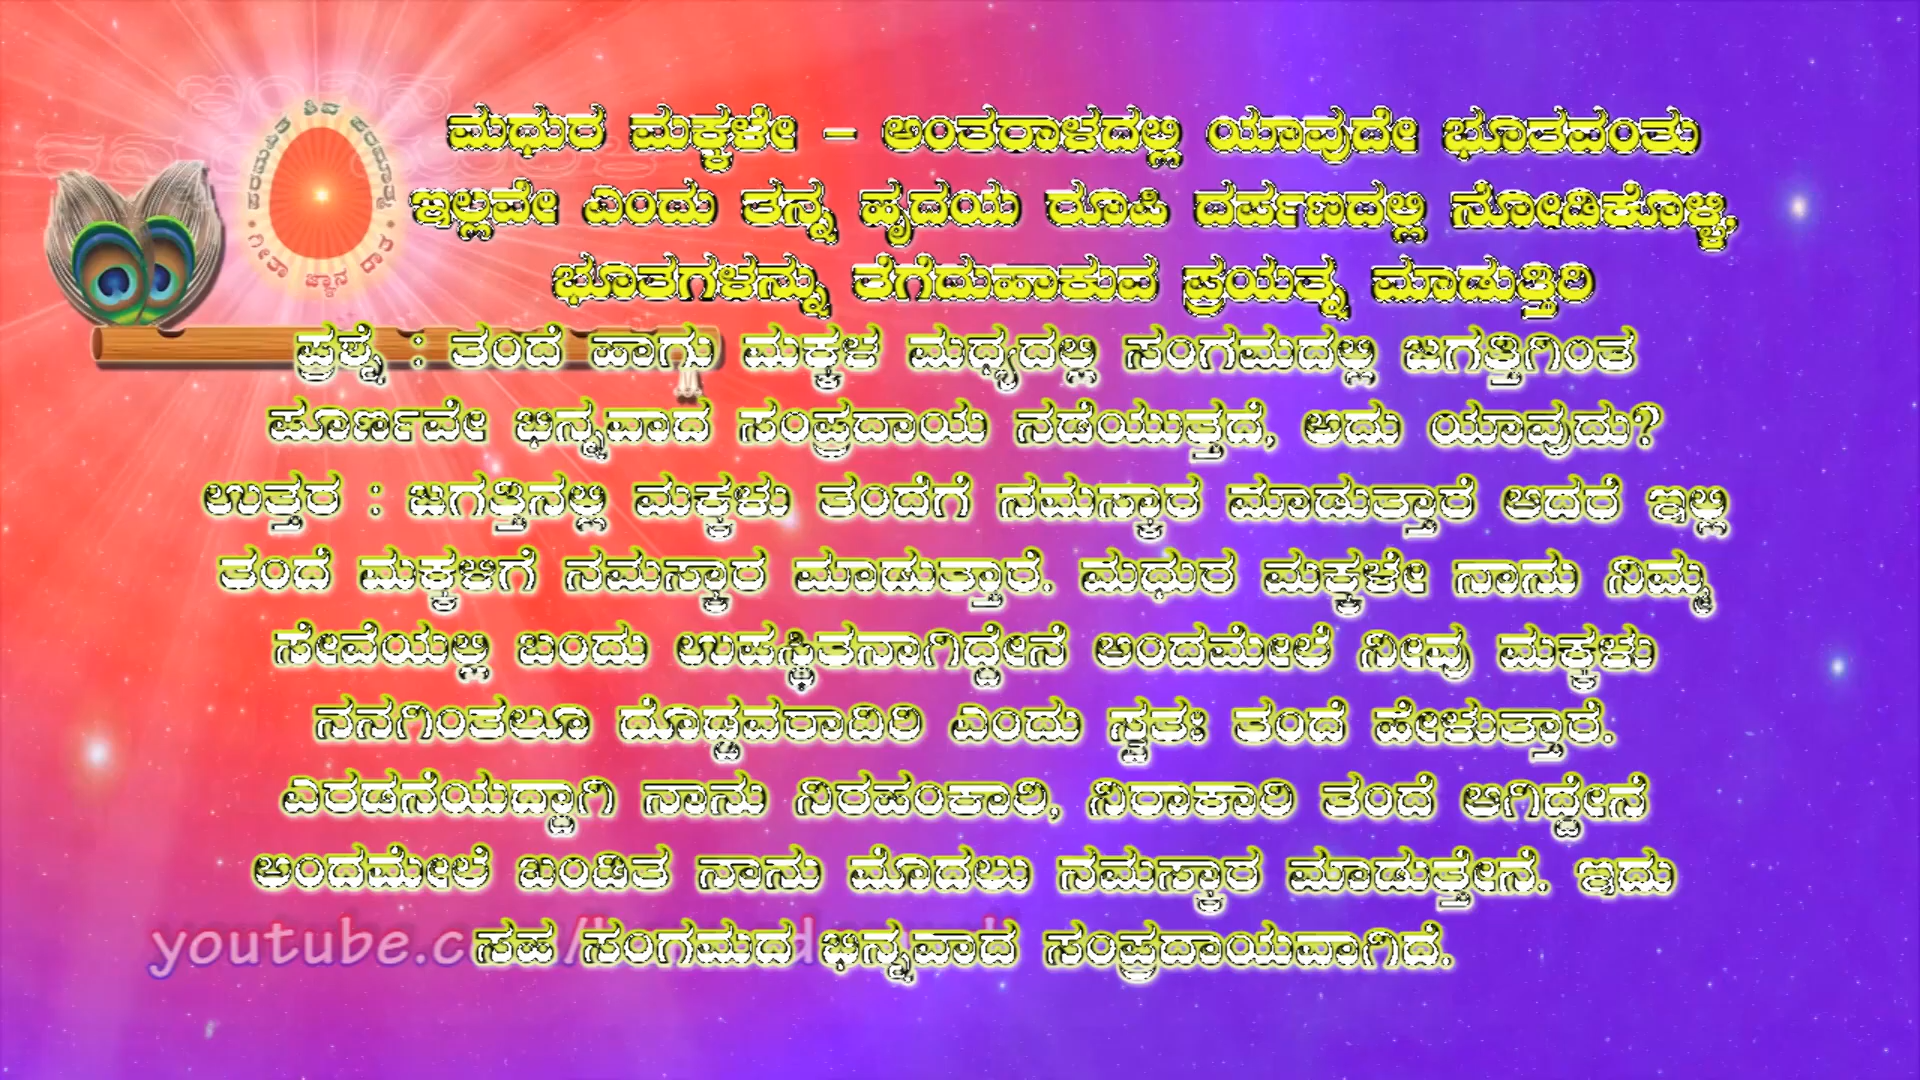 ಶಿವ ಪರಮಾತ್ಮ
ಗೀತಾ ಜ್ಞಾನ ದಾತ
ಮಧುರ ಮಕ್ಕಳೇ – ಅಂತರಾಳದಲ್ಲಿ ಯಾವುದೇ ಭೂತವಂತು
ಇಲ್ಲವೇ ಎಂದು ತನ್ನ ಹೃದಯ ರೂಪಿ ದರ್ಪಣದಲ್ಲಿ ನೋಡಿಕೊಳ್ಳಿ,
ಭೂತಗಳನ್ನು ತೆಗೆದುಹಾಕುವ ಪ್ರಯತ್ನ ಮಾಡುತ್ತಿರಿ
ಪ್ರಶ್ನೆ : ತಂದೆ ಹಾಗು ಮಕ್ಕಳ ಮಧ್ಯದಲ್ಲಿ ಸಂಗಮದಲ್ಲಿ ಜಗತ್ತಿಗಿಂತ
ಪೂರ್ಣವೇ ಭಿನ್ನವಾದ ಸಂಪ್ರದಾಯ ನಡೆಯುತ್ತದೆ, ಅದು ಯಾವುದು?
ಉತ್ತರ : ಜಗತ್ತಿನಲ್ಲಿ ಮಕ್ಕಳು ತಂದೆಗೆ ನಮಸ್ಕಾರ ಮಾಡುತ್ತಾರೆ ಆದರೆ ಇಲ್ಲಿ
ತಂದೆ ಮಕ್ಕಳಿಗೆ ನಮಸ್ಕಾರ ಮಾಡುತ್ತಾರೆ. ಮಧುರ ಮಕ್ಕಳೇ ನಾನು ನಿಮ್ಮ
ಸೇವೆಯಲ್ಲಿ ಬಂದು ಉಪಸ್ಥಿತನಾಗಿದ್ದೇನೆ ಅಂದಮೇಲೆ ನೀವು ಮಕ್ಕಳು
ನನಗಿಂತಲೂ ದೊಡ್ಡವರಾದಿರಿ ಎಂದು ಸ್ವತಃ ತಂದೆ ಹೇಳುತ್ತಾರೆ.
ಎರಡನೆಯದ್ದಾಗಿ ನಾನು ನಿರಹಂಕಾರಿ, ನಿರಾಕಾರಿ ತಂದೆ ಆಗಿದ್ದೇನೆ
ಅಂದಮೇಲೆ ಖಂಡಿತ ನಾನು ಮೊದಲು ನಮಸ್ಕಾರ ಮಾಡುತ್ತೇನೆ. ಇದು
ಸಹ ಸಂಗಮದ ಭಿನ್ನವಾದ ಸಂಪ್ರದಾಯವಾಗಿದೆ.